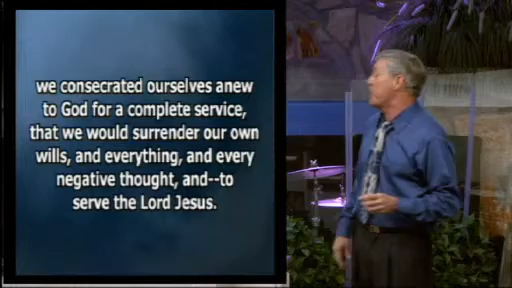 we consecrated ourselves anew
to God for a complete service,
that we would surrender our own
wills, and everything, and every
negative thought, and--to
serve the Lord Jesus.